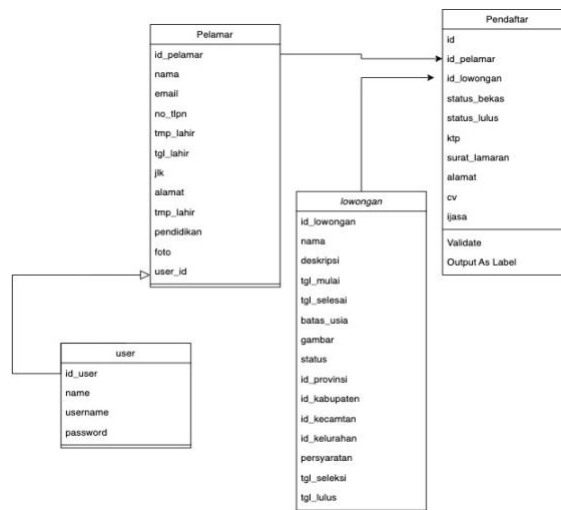 Pelamar
id_pelamar
nama
email
no_tlpn
tmp_lahir
tgl_lahir
jlk
alamat
tmp_lahir
pendidikan
foto
user_id
Pendaftar
id
id_pelamar
id_lowongan
status_bekas
status_lulus
ktp
surat_lamaran
alamat
cv
ijasa
Validate
Output As Label
lowongan
id_lowongan
nama
deskripsi
tgl_mulai
tgl_selesai
batas_usia
gambar
status
id_provinsi
id_kabupaten
id_kecamtan
id_kelurahan
persyaratan
tgl_seleksi
tgl_lulus
user
id_user
name
username
password